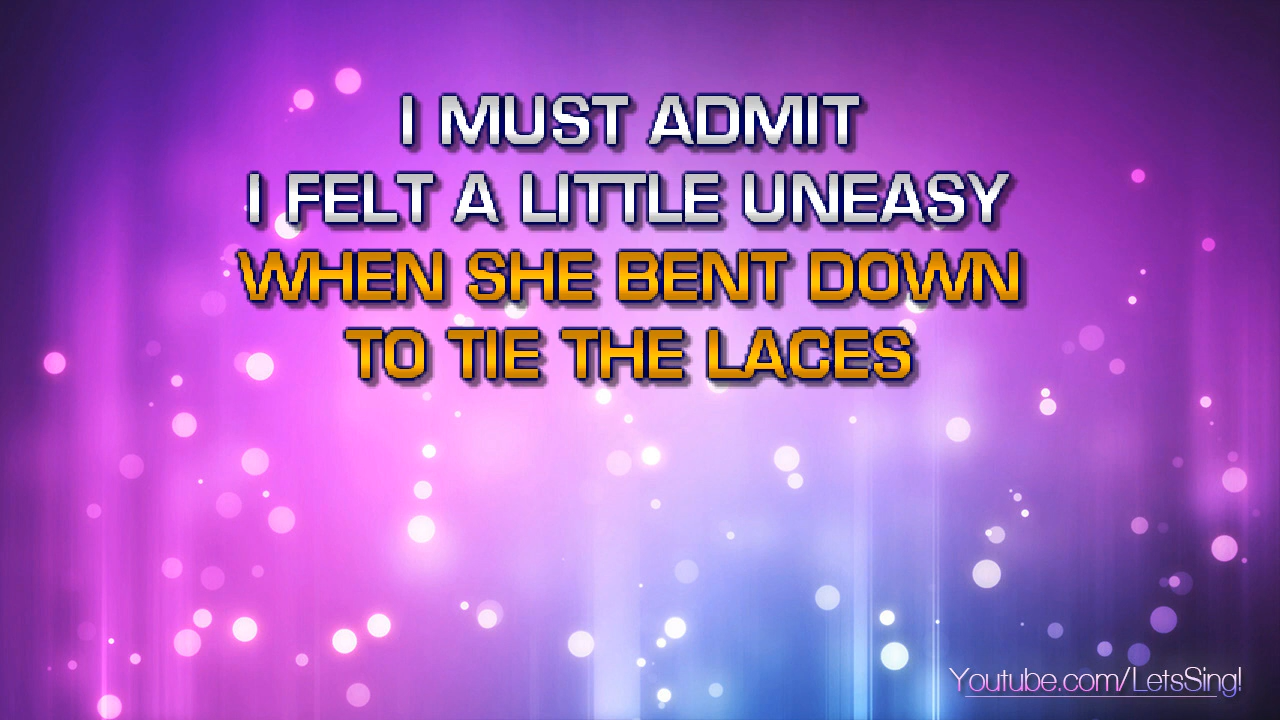 I MUST ADMIT
I FELT A LITTLE UNEASY
WHEN SHE BENT DOWN
TO TIE THE LACES
Youtube.com/LetsSing!